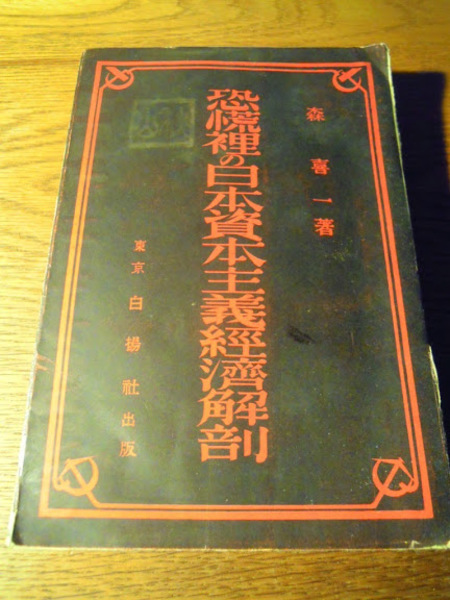 森喜一著
恐慌裡の日本資本主義經濟解剖
東京 白揚社出版